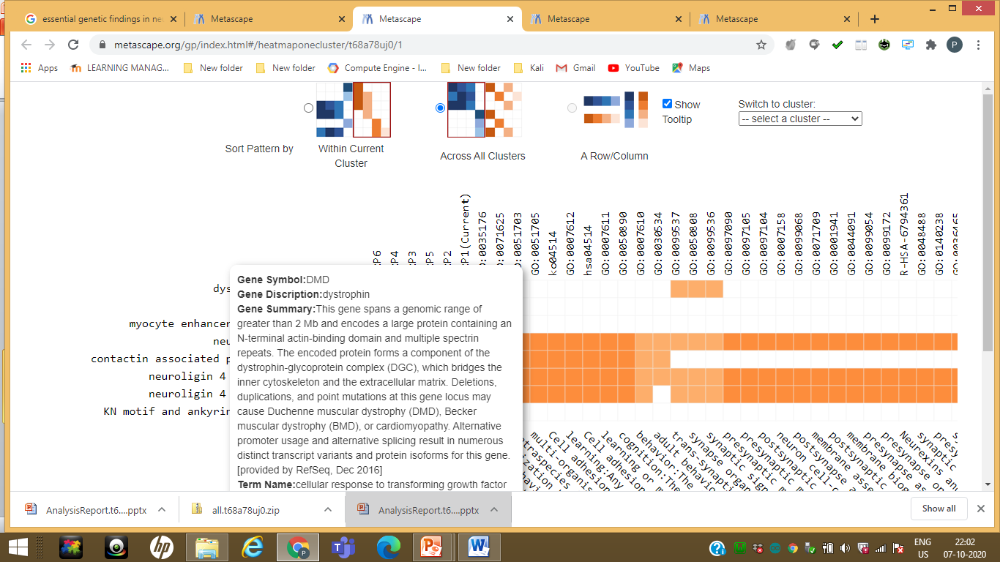 essential genetic findings in ne
Metascape
Metascape
Metascape
Metascape
metascape.org/gp/index.html#/heatmaponecluster/t68a78uj0/1
P
Apps
LEARNING MANAG...
New folder
New folder
Compute Engine - I...
New folder
Kali
Gmail
YouTube
Maps
Sort Pattern by
Within Current
Cluster
Across All Clusters
A Row/Column
Show
Tooltip
Switch to cluster:
-- select a cluster --
:P6
:P4
:P3
:P5
:P2
:P1(Current)
):0035176
):0071625
):0051703
GO:0051705
ko04514
GO:0007612
hsa04514
GO:0007611
GO:0050890
GO:0007610
GO:0030534
GO:0099537
GO:0050808
GO:0099536
GO:0097090
GO:0097105
GO:0097104
GO:0007158
GO:0099068
GO:0071709
GO:0001941
GO:0044091
GO:0099054
GO:0099172
R-HSA-6794361
GO:0048488
GO:0140238
GO:0036465
dys
myocyte enhancer
neu
contactin associated p
neuroligin 4
neuroligin 4
KN motif and ankyrin
Gene Symbol:DMD
Gene Discription:dystrophin
Gene Summary:This gene spans a genomic range of
greater than 2 Mb and encodes a large protein containing an
N-terminal actin-binding domain and multiple spectrin
repeats. The encoded protein forms a component of the
dystrophin-glycoprotein complex (DGC), which bridges the
inner cytoskeleton and the extracellular matrix. Deletions,
duplications, and point mutations at this gene locus may
cause Duchenne muscular dystrophy (DMD), Becker
muscular dystrophy (BMD), or cardiomyopathy. Alternative
promoter usage and alternative splicing result in numerous
distinct transcript variants and protein isoforms for this gene.
[provided by RefSeq, Dec 2016]
Term Name:cellular response to transforming growth factor
traspecies
multi-organis
Cell adhesion
learning:Any
Cell adhesion
learning or m
cognition:The
behavior:The
adult behavio
trans-synapti
synapse organ
synaptic sign
presynaptic m
presynaptic
neuron cell-c
postsynaptic
postsynaptic
membrane asse
membrane biog
presynapse as
presynapse or
Neurexins and
synaptic
presy
AnalysisReport.t6....pptx
all.t68a78uj0.zip
AnalysisReport.t6....pptx
Show all
ENG
US
22:02
07-10-2020